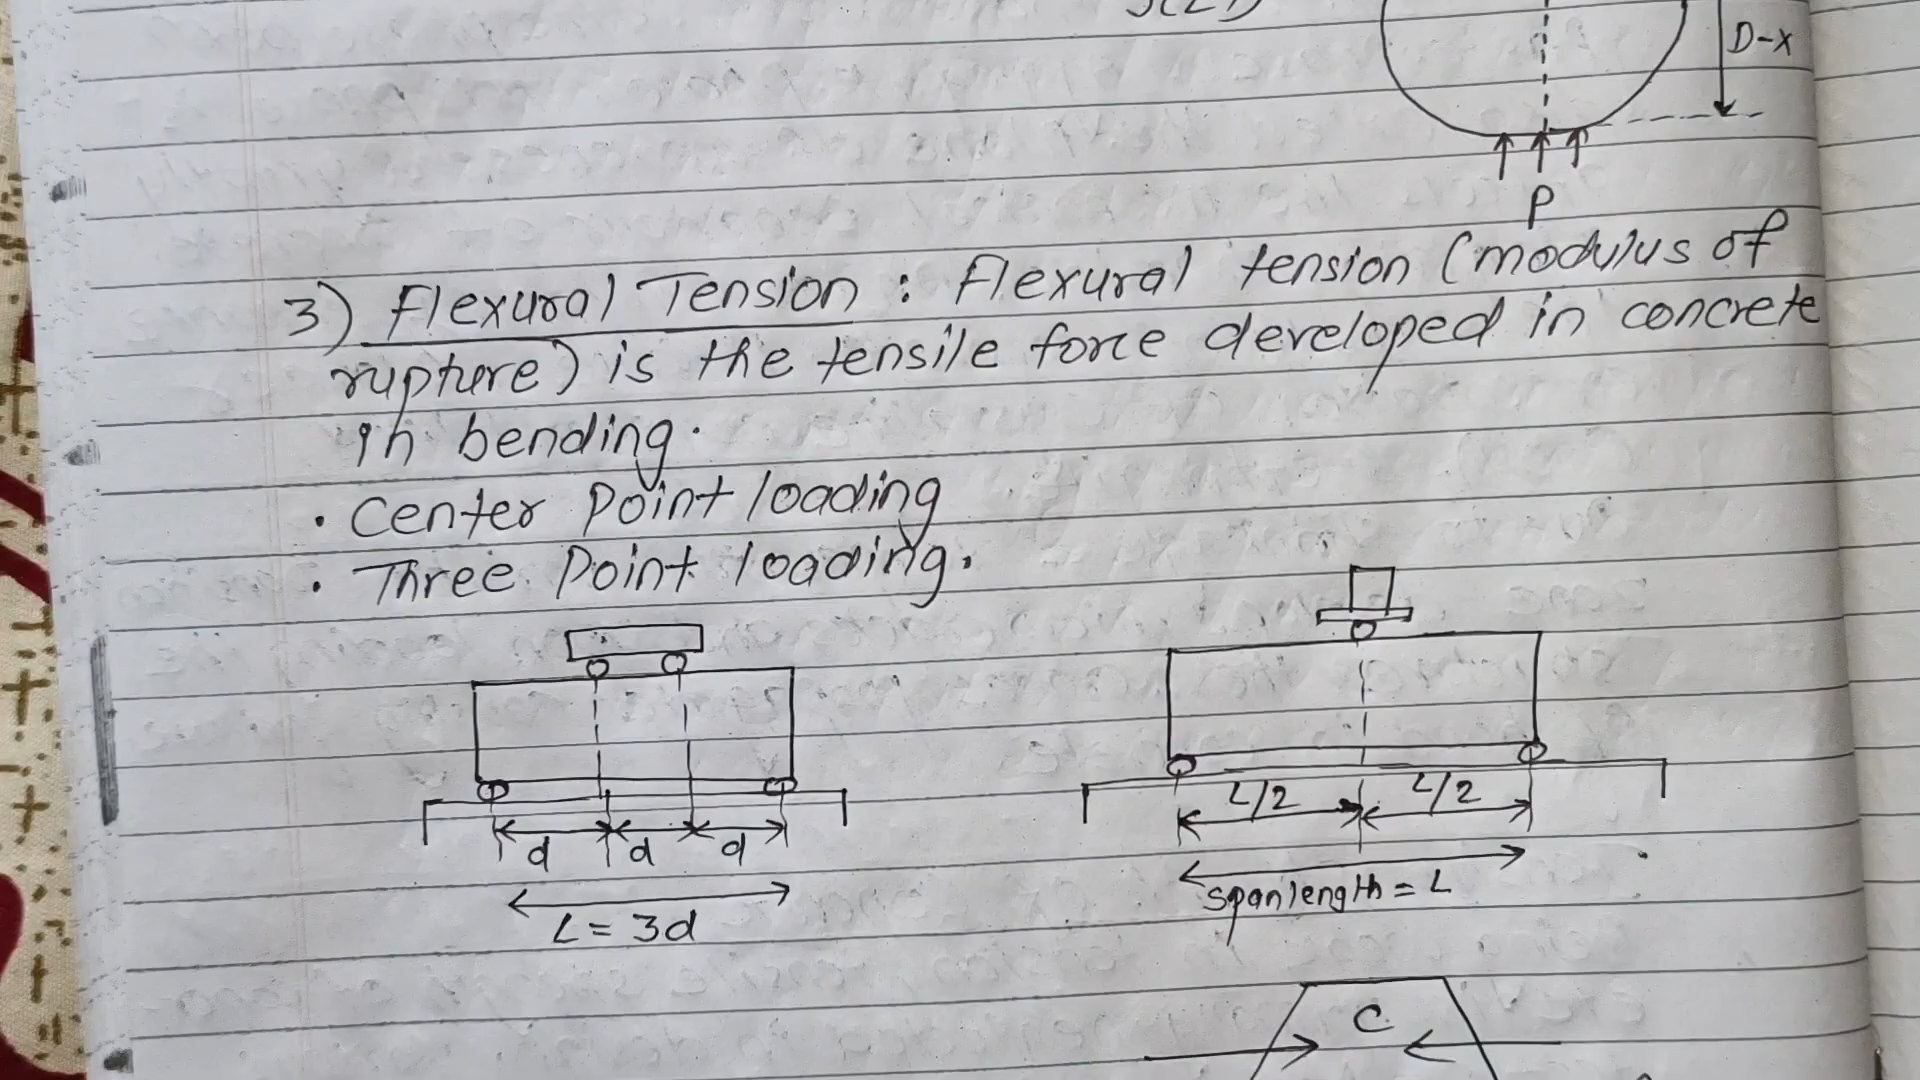 D-x
P
3) Flexural Tension : Flexural tension (modulus of
rupture) is the tensile force developed in concrete
in bending.
• Center Point loading
• Three Point loading.
L/2 L/2
d d d
spanlength = L
L = 3d
C